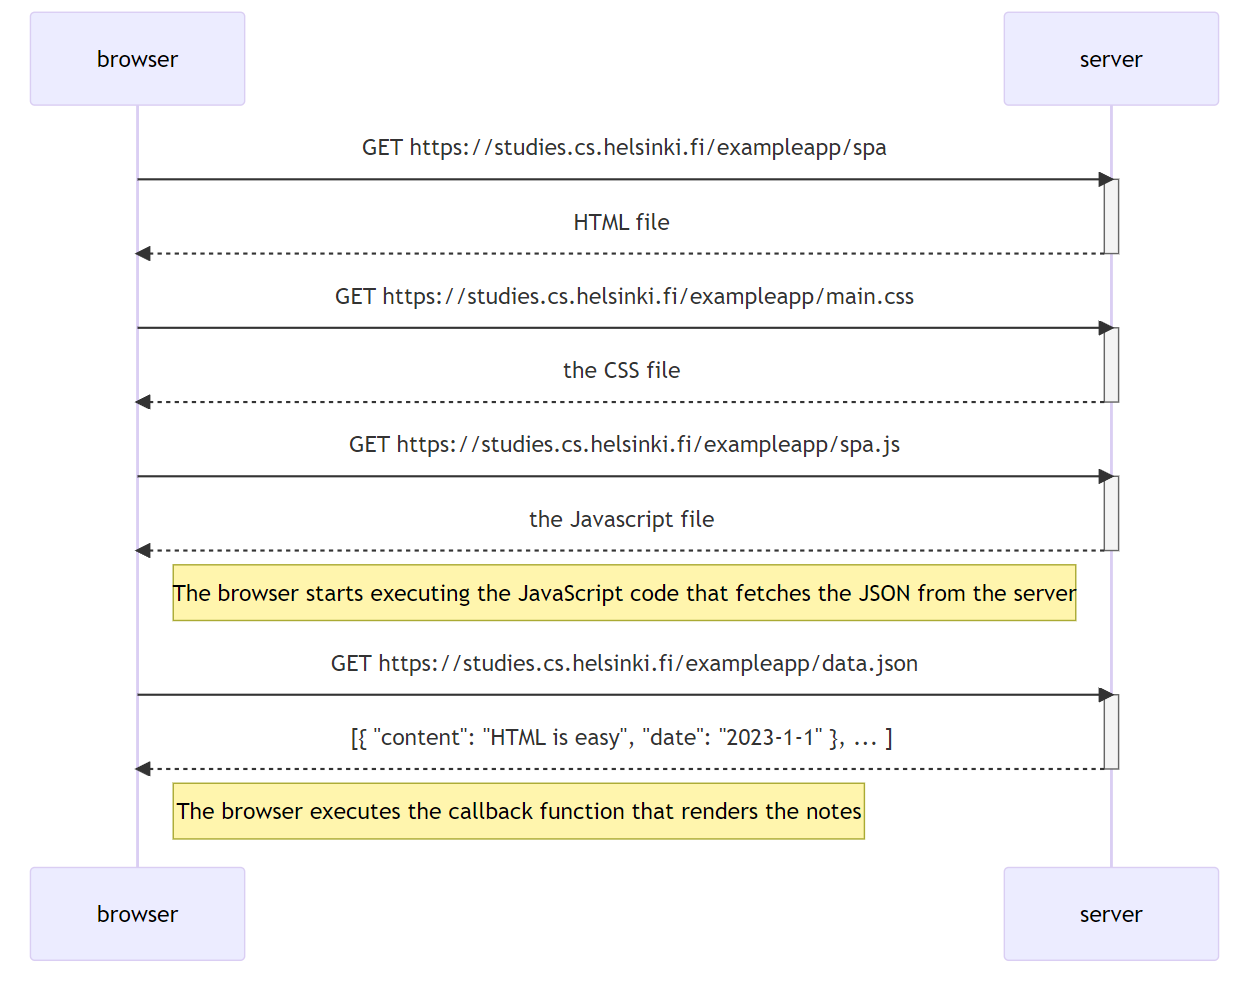 browser
server
GET https://studies.cs.helsinki.fi/exampleapp/spa
HTML file
GET https://studies.cs.helsinki.fi/exampleapp/main.css
the CSS file
GET https://studies.cs.helsinki.fi/exampleapp/spa.js
the Javascript file
The browser starts executing the JavaScript code that fetches the JSON from the server
GET https://studies.cs.helsinki.fi/exampleapp/data.json
[{ "content": "HTML is easy", "date": "2023-1-1" }, ... ]
The browser executes the callback function that renders the notes
browser
server